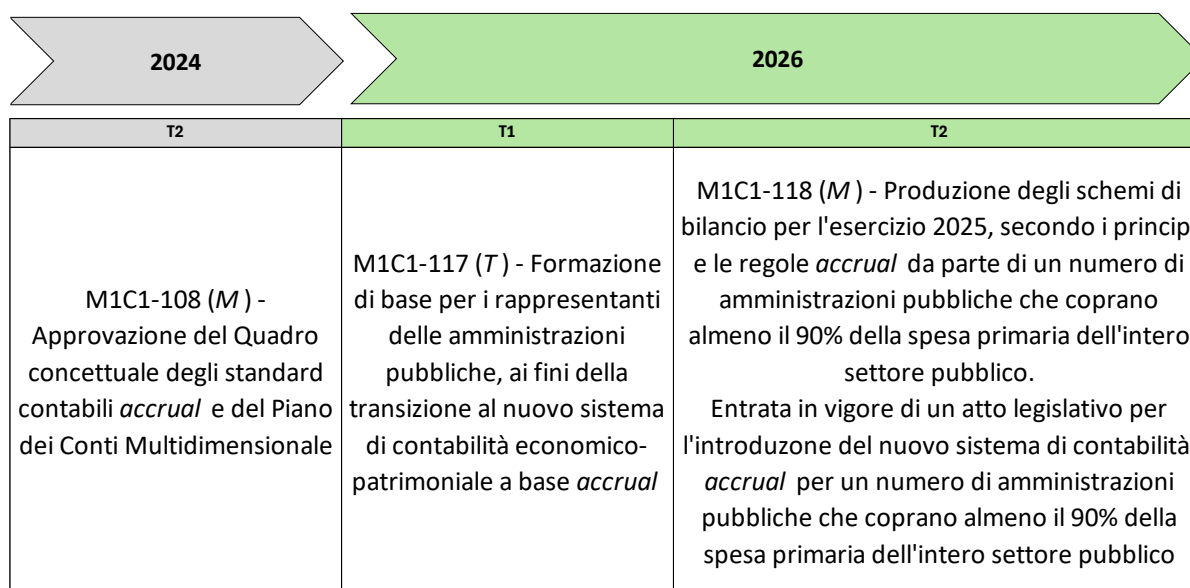 2024
2026
T2
T1
T2
M1C1-108 (M) -
Approvazione del Quadro
concettuale degli standard
contabili accrual e del Piano
dei Conti Multidimensionale
M1C1-117 (T) - Formazione
di base per i rappresentanti
delle amministrazioni
pubbliche, ai fini della
transizione al nuovo sistema
di contabilità economico-
patrimoniale a base accrual
M1C1-118 (M) - Produzione degli schemi di
bilancio per l'esercizio 2025, secondo i princip
e le regole accrual da parte di un numero di
amministrazioni pubbliche che coprano
almeno il 90% della spesa primaria dell'intero
settore pubblico.
Entrata in vigore di un atto legislativo per
l'introduzone del nuovo sistema di contabilità
accrual per un numero di amministrazioni
pubbliche che coprano almeno il 90% della
spesa primaria dell'intero settore pubblico